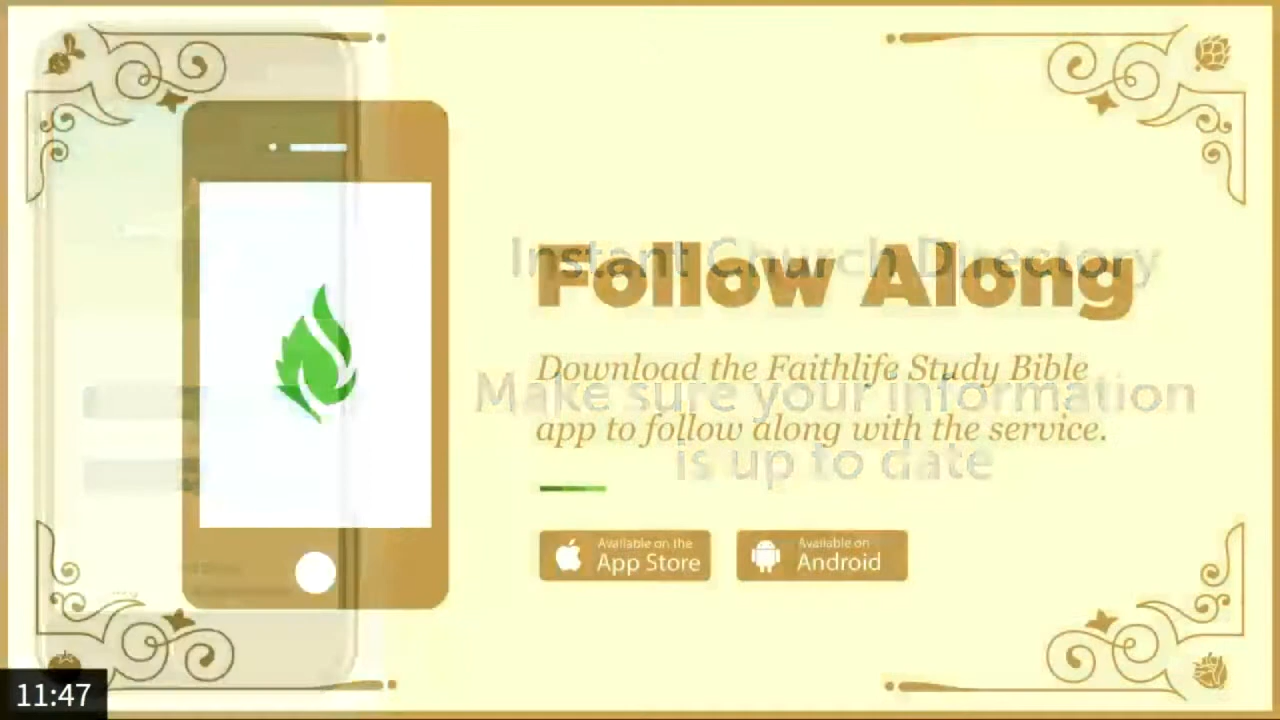 Instant Church Directory
Follow Along
Download the Faithlife Study Bible
Make sure your information
app to follow along with the service.
is up to date
Available on the
App Store
Available on
Android
11:47